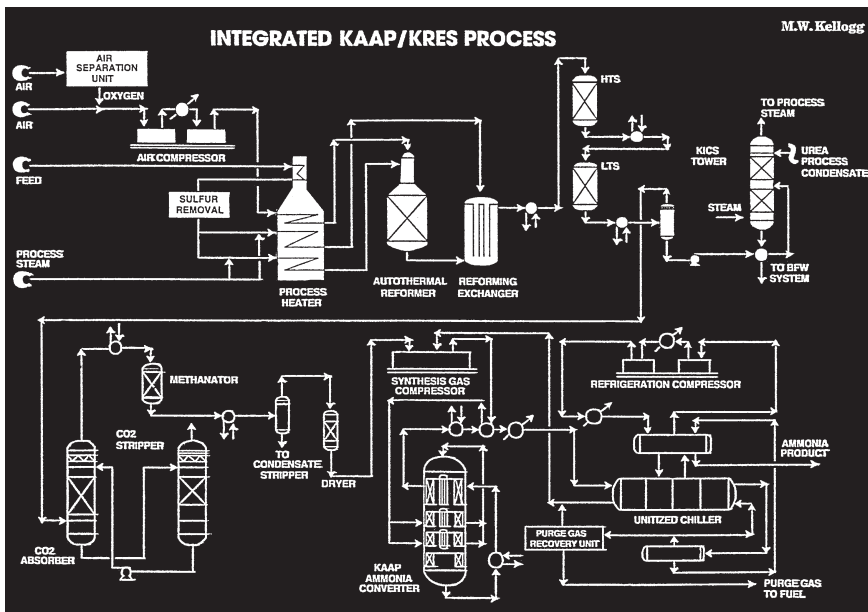 M.W. Kellogg
INTEGRATED KAAP/KRES PROCESS
AIR
SEPARATION
UNIT
AIR
OXYGEN
AIR
AIR COMPRESSOR
FEED
SULFUR
REMOVAL
PROCESS
STEAM
PROCESS
HEATER
AUTOTHERMAL
REFORMER
REFORMING
EXCHANGER
HTS
LTS
TO PROCESS
STEAM
KICS
TOWER
UREA
PROCESS
CONDENSATE
STEAM
TO BFW
SYSTEM
METHANATOR
CO2
STRIPPER
CO2
ABSORBER
TO
CONDENSATE
STRIPPER
DRYER
SYNTHESIS GAS
COMPRESSOR
KAAP
AMMONIA
CONVERTER
REFRIGERATION COMPRESSOR
AMMONIA
PRODUCT
UNITIZED CHILLER
PURGE GAS
RECOVERY UNIT
PURGE GAS
TO FUEL